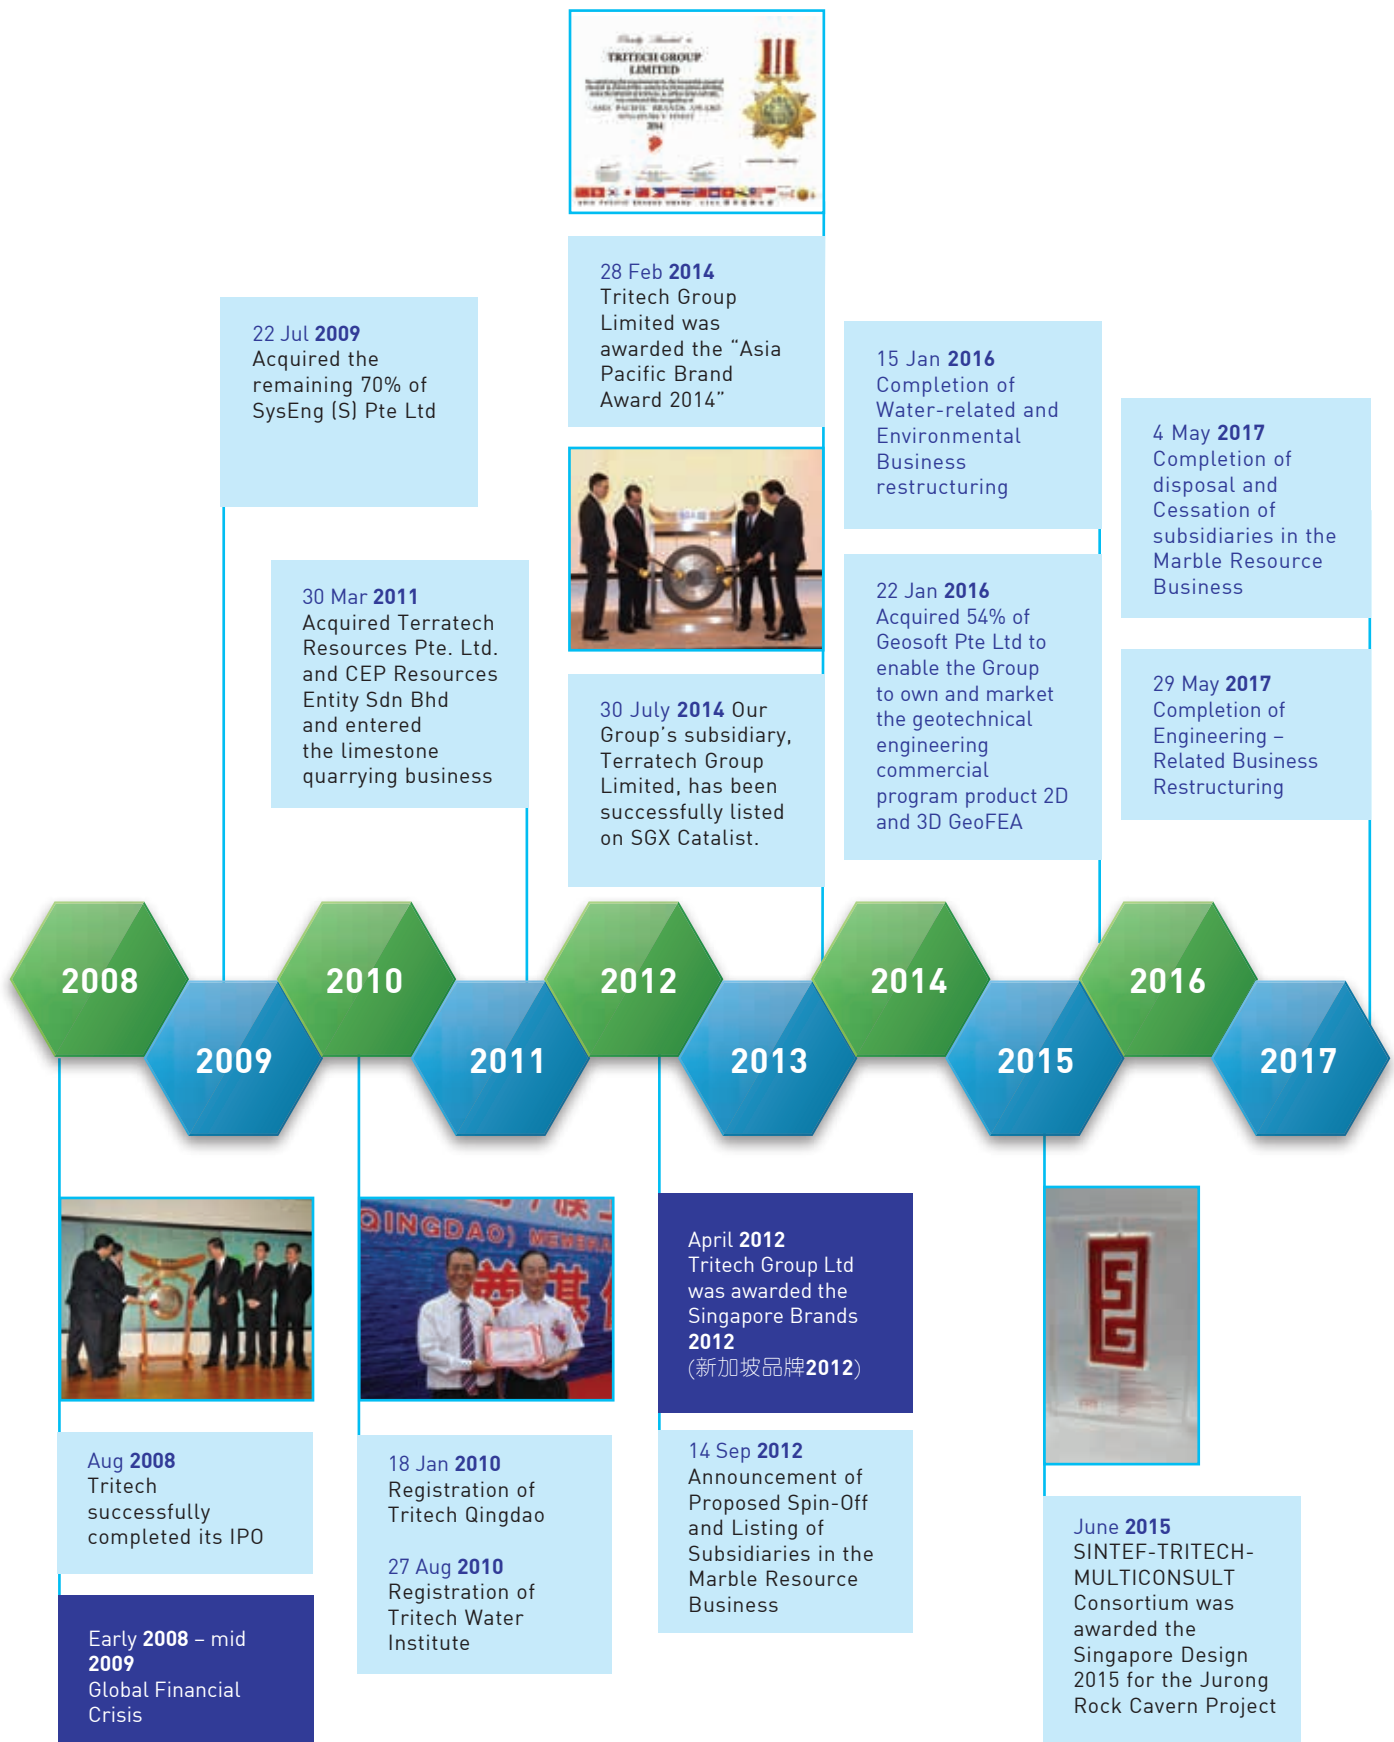 TRITECH GROUP
LIMITED
2014
28 Feb 2014
Tritech Group
Limited was
awarded the “Asia
Pacific Brand
Award 2014”
22 Jul 2009
Acquired the
remaining 70% of
SysEng (S) Pte Ltd
30 Mar 2011
Acquired Terratech
Resources Pte. Ltd.
and CEP Resources
Entity Sdn Bhd
and entered
the limestone
quarrying business
30 July 2014 Our
Group’s subsidiary,
Terratech Group
Limited, has been
successfully listed
on SGX Catalist.
15 Jan 2016
Completion of
Water-related and
Environmental
Business
restructuring
22 Jan 2016
Acquired 54% of
Geosoft Pte Ltd to
enable the Group
to own and market
the geotechnical
engineering
commercial
program product 2D
and 3D GeoFEA
4 May 2017
Completion of
disposal and
Cessation of
subsidiaries in the
Marble Resource
Business
29 May 2017
Completion of
Engineering –
Related Business
Restructuring
2008
2009
2010
2011
2012
2013
2014
2015
2016
2017
Aug 2008
Tritech
successfully
completed its IPO
Early 2008 – mid
2009
Global Financial
Crisis
QINGDAO) MEMBRA
18 Jan 2010
Registration of
Tritech Qingdao
27 Aug 2010
Registration of
Tritech Water
Institute
April 2012
Tritech Group Ltd
was awarded the
Singapore Brands
2012
(新加坡品牌2012)
14 Sep 2012
Announcement of
Proposed Spin-Off
and Listing of
Subsidiaries in the
Marble Resource
Business
June 2015
SINTEF-TRITECH-
MULTICONSULT
Consortium was
awarded the
Singapore Design
2015 for the Jurong
Rock Cavern Project